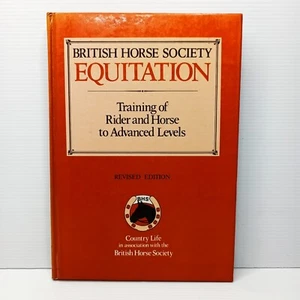 BRITISH HORSE SOCIETY
EQUITATION
Training of
Rider and Horse
to Advanced Levels
REVISED EDITION
BHS
Country Life
in association with the
British Horse Society